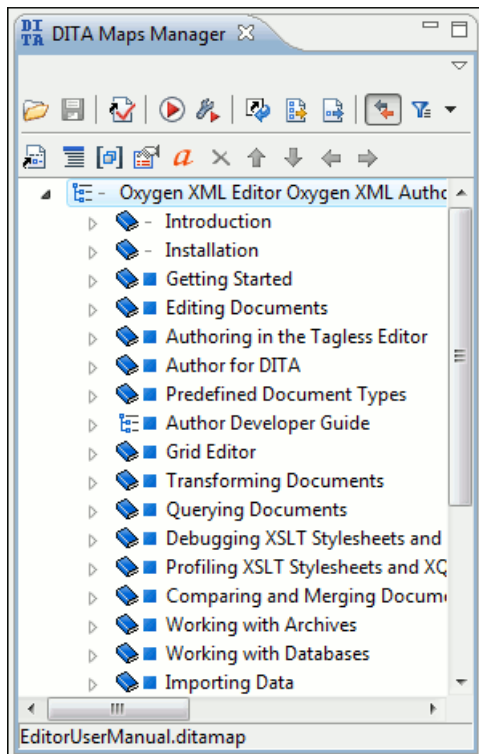 DITA DITA Maps Manager
a
- Oxygen XML Editor Oxygen XML Autho
- Introduction
- Installation
Getting Started
Editing Documents
Authoring in the Tagless Editor
Author for DITA
Predefined Document Types
Author Developer Guide
Grid Editor
Transforming Documents
Querying Documents
Debugging XSLT Stylesheets and
Profiling XSLT Stylesheets and XQ
Comparing and Merging Docume
Working with Archives
Working with Databases
Importing Data
EditorUserManual.ditamap